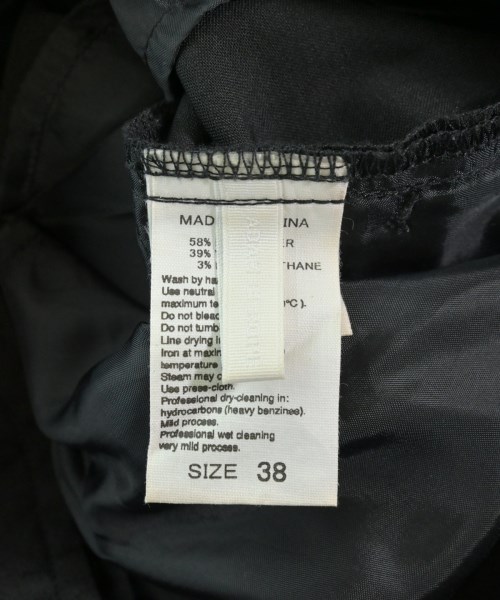 MAD INA
58% ER
39%
3% THANE
Wash by ha
Use neutral
maximum te 0°C ).
Do not bleac
Do not tumb
Line drying i
Iron at maxim
temperature
Steam may c
Use press-cloth.
Professional dry-cleaning in:
hydrocarbons (heavy benzinee).
Mild process.
Professional wet cleaning
very mild process.
SIZE 38